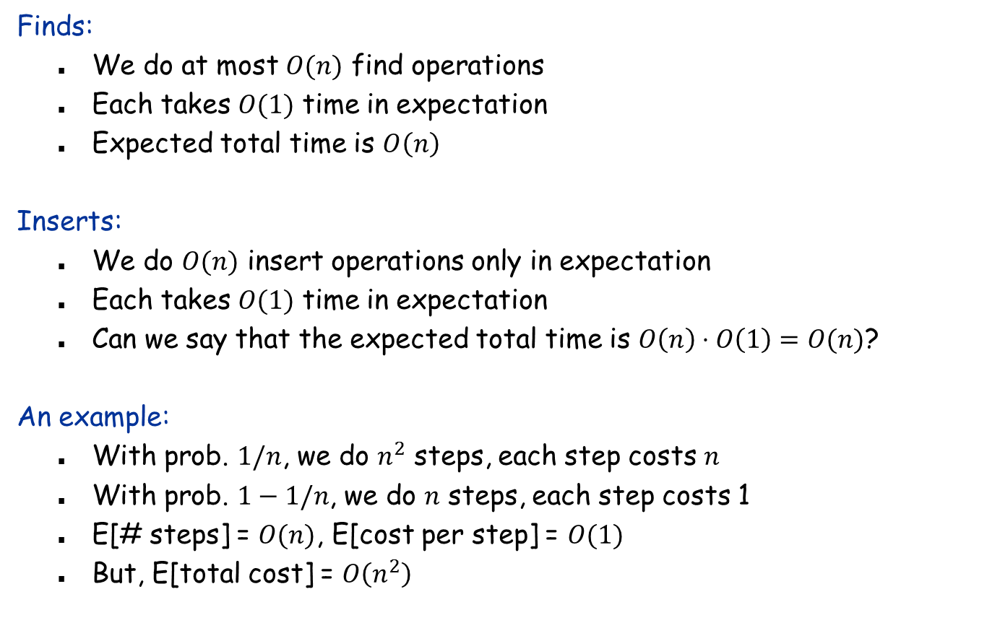 Finds:
▪ We do at most O(n) find operations
▪ Each takes O(1) time in expectation
▪ Expected total time is O(n)
Inserts:
▪ We do O(n) insert operations only in expectation
▪ Each takes O(1) time in expectation
▪ Can we say that the expected total time is O(n) · O(1) = O(n)?
An example:
▪ With prob. 1/n, we do n² steps, each step costs n
▪ With prob. 1 − 1/n, we do n steps, each step costs 1
▪ E[# steps] = O(n), E[cost per step] = O(1)
▪ But, E[total cost] = O(n²)